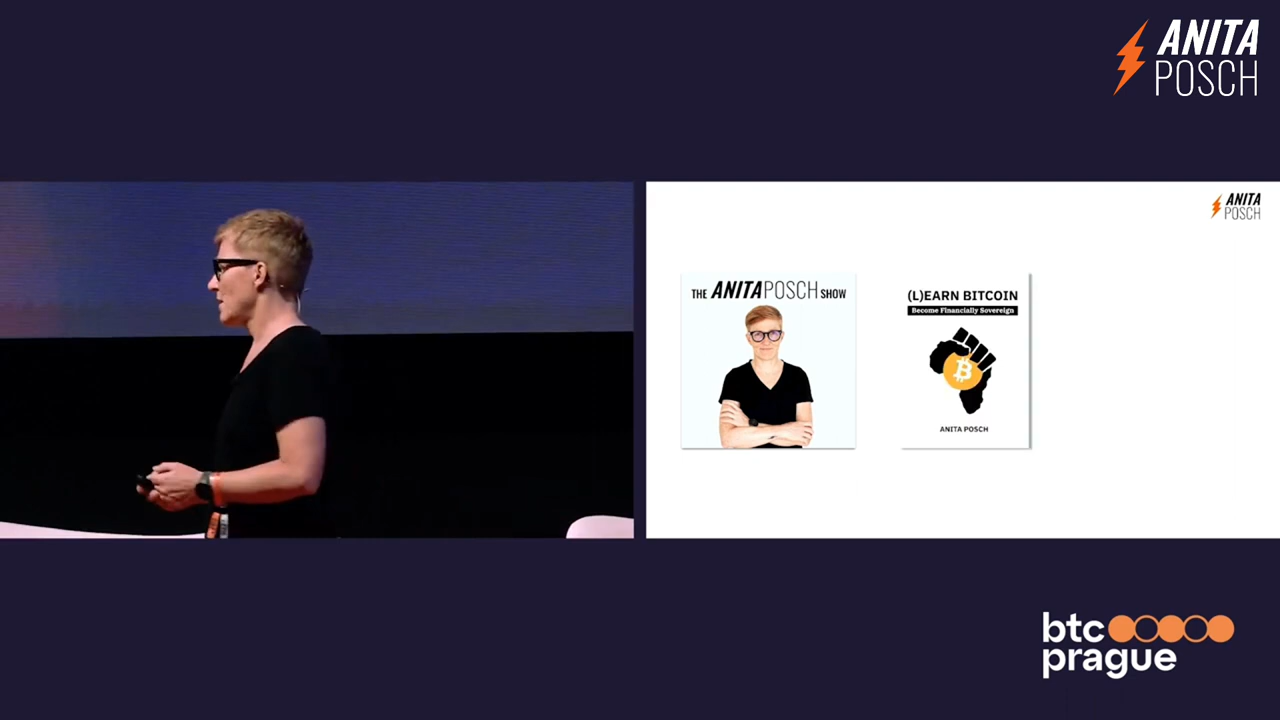 ANITA
POSCH
ANITA
POSCH
THE ANITA POSCH SHOW
(L)EARN BITCOIN
Become Financially Sovereign
ANITA POSCH
btc
prague